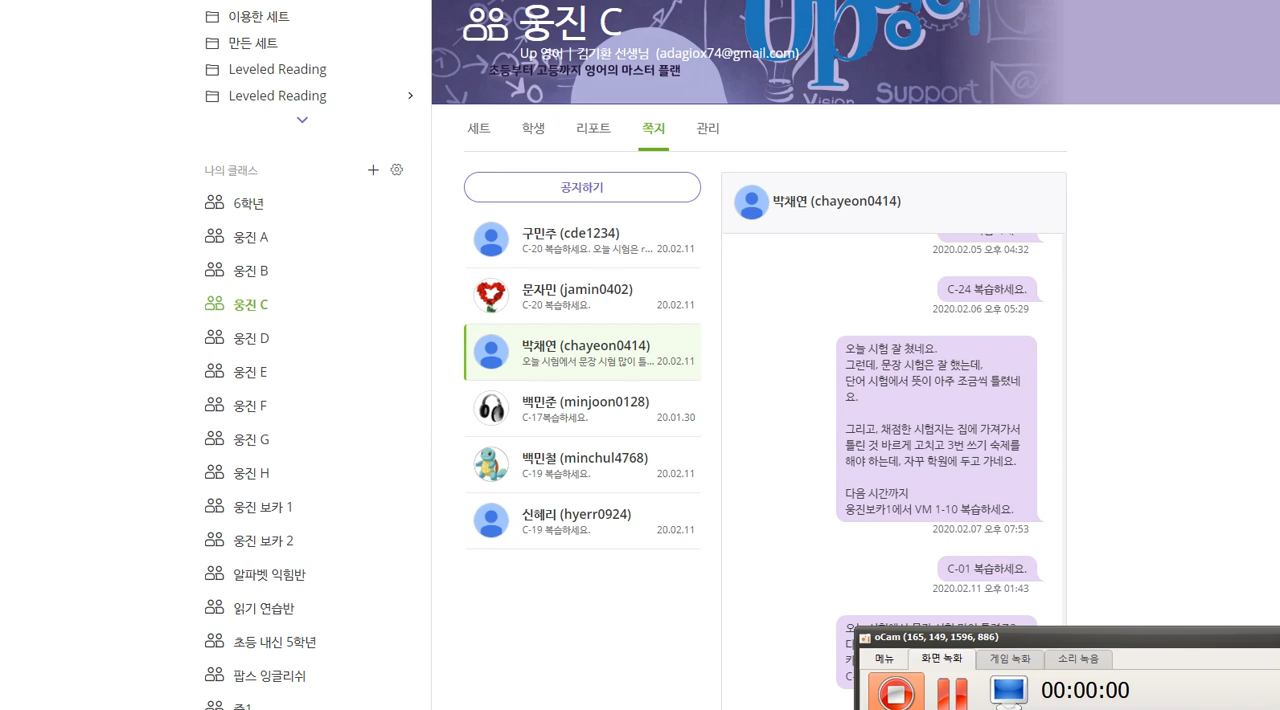 이용한 세트
만든 세트
Leveled Reading
Leveled Reading
나의 클래스
6학년
웅진 A
웅진 B
웅진 C
웅진 D
웅진 E
웅진 F
웅진 G
웅진 H
웅진 보카 1
웅진 보카 2
알파벳 익힘반
읽기 연습반
초등 내신 5학년
팝스 잉글리쉬
중1
웅진 C
Up 영어 | 김기환 선생님 (adagiox74@gmail.com)
초등부터 고등까지 영어의 마스터 플랜
up영어
Vision
Support
세트 학생 리포트 쪽지 관리
공지하기
구민주 (cde1234)
C-20 복습하세요. 오늘 시험은 r... 20.02.11
문자민 (jamin0402)
C-20 복습하세요. 20.02.11
박채연 (chayeon0414)
오늘 시험에서 문장 시험 많이 틀... 20.02.11
백민준 (minjoon0128)
C-17복습하세요. 20.01.30
백민철 (minchul4768)
C-19 복습하세요. 20.02.11
신혜리 (hyerr0924)
C-19 복습하세요. 20.02.11
박채연 (chayeon0414)
2020.02.05 오후 04:32
C-24 복습하세요.
2020.02.06 오후 05:29
오늘 시험 잘 쳤네요.
그런데, 문장 시험은 잘 했는데,
단어 시험에서 뜻이 아주 조금씩 틀렸네
요.
그리고, 채점한 시험지는 집에 가져가서
틀린 것 바르게 고치고 3번 쓰기 숙제를
해야 하는데, 자꾸 학원에 두고 가네요.
다음 시간까지
웅진보카1에서 VM 1-10 복습하세요.
2020.02.07 오후 07:53
C-01 복습하세요.
2020.02.11 오후 01:43
oCam (165, 149, 1596, 886)
메뉴 화면 녹화 게임 녹화 소리 녹음
00:00:00